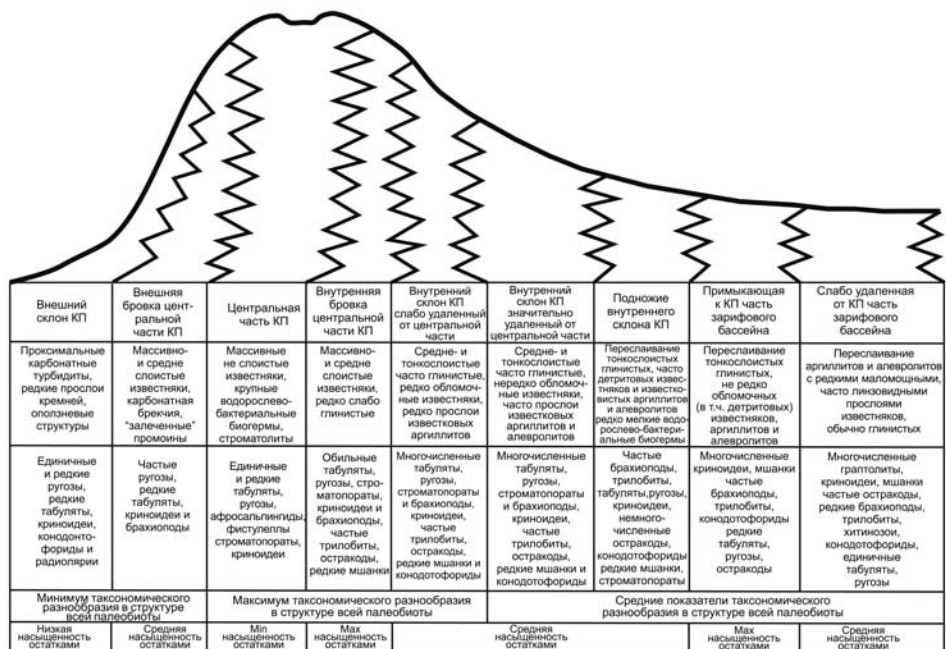 Внешний
склон КП
Внешняя
бровка цент-
ральной
части КП
Центральная
часть КП
Внутренняя
бровка
центральной
части КП
Внутренний
склон КП
слабо удаленный
от центральной
части
Внутренний
склон КП
значительно
удаленный от
центральной части
Подножие
внутреннего
склона КП
Примыкающая
к КП часть
зарифового
бассейна
Слабо удаленная
от КП часть
зарифового
бассейна
Проксимальные
карбонатные
турбидиты,
редкие прослои
кремней,
оползневые
структуры
Массивно-
и средне
слоистые
известняки,
карбонатная
брекчия,
"залеченные"
промоины
Массивные
не слоистые
известняки,
крупные
водорослево-
бактериальные
биогермы,
строматолиты
Массивно-
и средне
слоистые
известняки,
редко слабо
глинистые
Средне- и
тонкослоистые
часто глинистые,
редко обломоч-
ные известняки,
редко прослои
известковых
аргиллитов
Средне- и
тонкослоистые
часто глинистые,
нередко обломоч-
ные известняки,
часто прослои
известковых
аргиллитов и
алевролитов
Переслаивание
тонкослоистых
глинистых, часто
детритовых извес-
тняков и известко-
вистых аргиллитов
и алевролитов
редко мелкие водо-
рослево-бактери-
альные биогермы
Переслаивание
тонкослоистых
глинистых,
не редко
обломочных
(в т.ч. детритовых)
известняков,
аргиллитов и
алевролитов
Переслаивание
аргиллитов и алевролитов
с редкими маломощными,
часто линзовидными
прослоями
известняков,
обычно глинистых
Единичные
и редкие
ругозы,
редкие
табуляты,
криноидеи,
конодонто-
фориды и
радиолярии
Частые
ругозы,
редкие
табуляты,
криноидеи и
брахиоподы
Единичные
и редкие
табуляты,
ругозы,
афросальпингиды,
фистулеллы
строматопораты,
криноидеи
Обильные
табуляты,
ругозы, стро-
матопораты,
криноидеи и
брахиоподы,
частые
трилобиты,
остракоды,
редкие мшанки
Многочисленные
табуляты,
ругозы,
строматопораты
и брахиоподы,
криноидеи,
частые
трилобиты,
остракоды,
редкие мшанки и
конодотофориды
Многочисленные
табуляты,
ругозы,
строматопораты
и брахиоподы,
криноидеи,
частые
трилобиты,
остракоды,
редкие мшанки и
конодотофориды
Частые
брахиоподы,
трилобиты,
табуляты,ругозы,
криноидеи,
немного-
численные
остракоды,
конодотофориды
редкие мшанки,
строматопораты
Многочисленные
криноидеи, мшанки
частые
брахиоподы,
трилобиты,
конодотофориды
редкие
табуляты,
ругозы,
остракоды
Многочисленные
граптолиты,
криноидеи, мшанки
частые остракоды,
редкие брахиоподы,
трилобиты,
хитинозои,
конодотофориды,
единичные
табуляты,
ругозы
Минимум таксономического
разнообразия в структуре
всей палеобиоты
Максимум таксономического разнообразия
в структуре всей палеобиоты
Средние показатели таксономического
разнообразия в структуре всей палеобиоты
Низкая
насыщенность
остатками
Средняя
насыщенность
остатками
Min
насыщенность
остатками
Max
насыщенность
остатками
Средняя
насыщенность
остатками
Max
насыщенность
остатками
Средняя
насыщенность
остатками